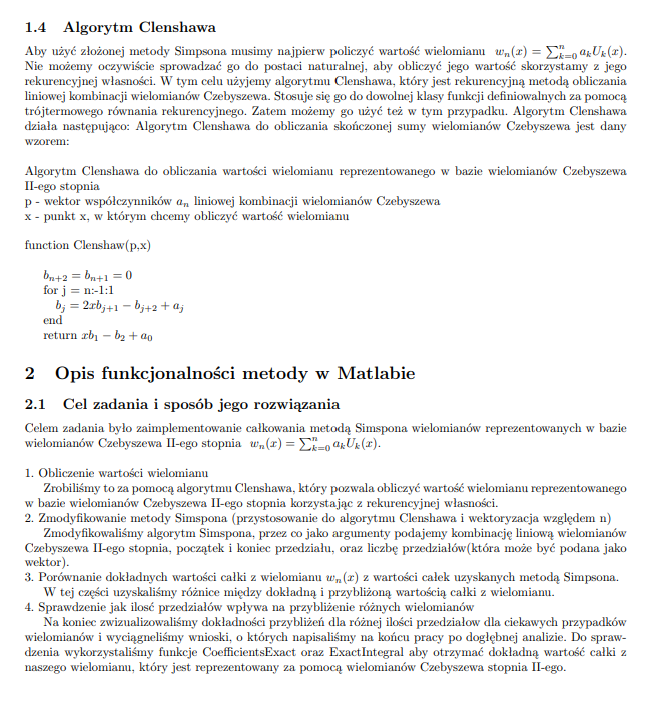 1.4 Algorytm Clenshawa
Aby użyć złożonej metody Simpsona musimy najpierw policzyć wartość wielomianu w_n(x) = ∑_{k=0}^{n} a_k U_k(x).
Nie możemy oczywiście sprowadzać go do postaci naturalnej, aby obliczyć jego wartość skorzystamy z jego
rekurencyjnej własności. W tym celu użyjemy algorytmu Clenshawa, który jest rekurencyjną metodą obliczania
liniowej kombinacji wielomianów Czebyszewa. Stosuje się go do dowolnej klasy funkcji definiowalnych za pomocą
trójtermowego równania rekurencyjnego. Zatem możemy go użyć też w tym przypadku. Algorytm Clenshawa
działa następująco: Algorytm Clenshawa do obliczania skończonej sumy wielomianów Czebyszewa jest dany
wzorem:
Algorytm Clenshawa do obliczania wartości wielomianu reprezentowanego w bazie wielomianów Czebyszewa
II-ego stopnia
p - wektor współczynników a_n liniowej kombinacji wielomianów Czebyszewa
x - punkt x, w którym chcemy obliczyć wartość wielomianu
function Clenshaw(p,x)
b_{n+2} = b_{n+1} = 0
for j = n:-1:1
b_j = 2xb_{j+1} − b_{j+2} + a_j
end
return xb_1 − b_2 + a_0
2 Opis funkcjonalności metody w Matlabie
2.1 Cel zadania i sposób jego rozwiązania
Celem zadania było zaimplementowanie całkowania metodą Simspona wielomianów reprezentowanych w bazie
wielomianów Czebyszewa II-ego stopnia w_n(x) = ∑_{k=0}^{n} a_k U_k(x).
1. Obliczenie wartości wielomianu
Zrobiliśmy to za pomocą algorytmu Clenshawa, który pozwala obliczyć wartość wielomianu reprezentowanego
w bazie wielomianów Czebyszewa II-ego stopnia korzystając z rekurencyjnej własności.
2. Zmodyfikowanie metody Simspona (przystosowanie do algorytmu Clenshawa i wektoryzacja względem n)
Zmodyfikowaliśmy algorytm Simspona, przez co jako argumenty podajemy kombinację liniową wielomianów
Czebyszewa II-ego stopnia, początek i koniec przedziału, oraz liczbę przedziałów(która może być podana jako
wektor).
3. Porównanie dokładnych wartości całki z wielomianu w_n(x) z wartości całek uzyskanych metodą Simpsona.
W tej części uzyskaliśmy różnice między dokładną i przybliżoną wartością całki z wielomianu.
4. Sprawdzenie jak ilosć przedziałów wpływa na przybliżenie różnych wielomianów
Na koniec zwizualizowaliśmy dokładności przybliżeń dla różnej ilości przedziałow dla ciekawych przypadków
wielomianów i wyciągneliśmy wnioski, o których napisaliśmy na końcu pracy po dogłębnej analizie. Do spraw-
dzenia wykorzystaliśmy funkcje CoefficientsExact oraz ExactIntegral aby otrzymać dokładną wartość całki z
naszego wielomianu, który jest reprezentowany za pomocą wielomianów Czebyszewa stopnia II-ego.